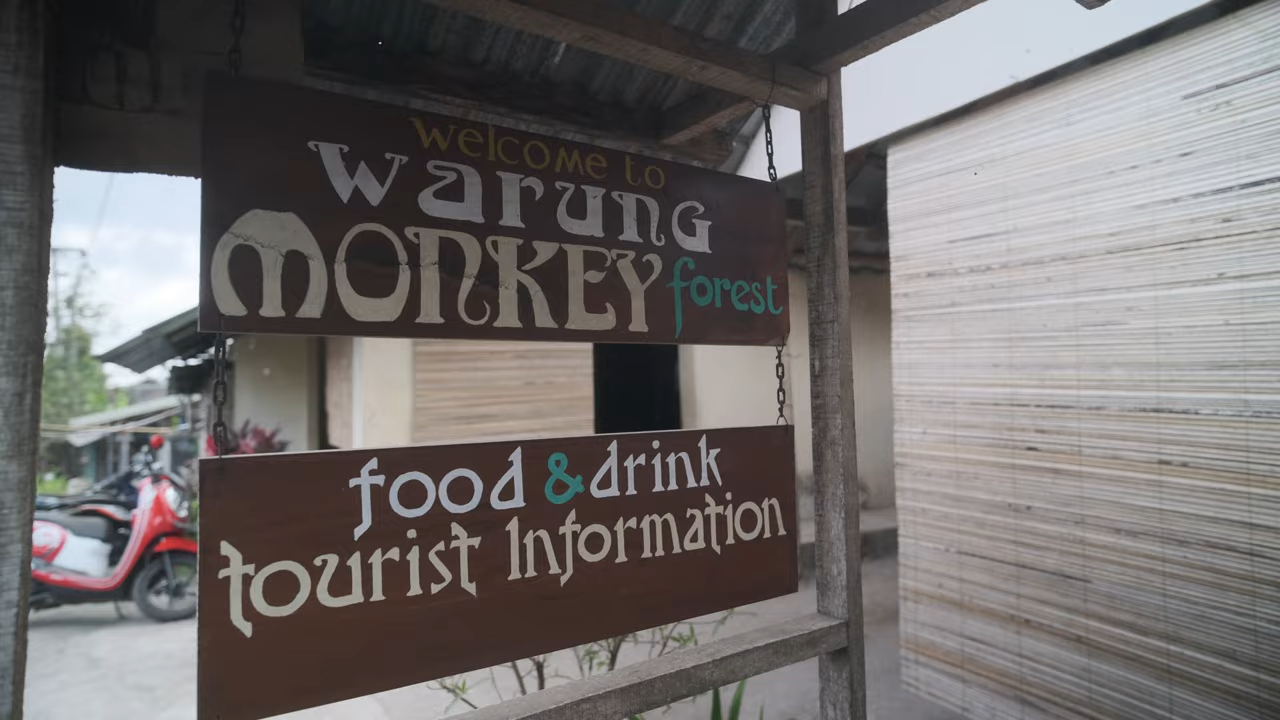 welcome to
warung
MONKEY forest
food & drink
tourist Information